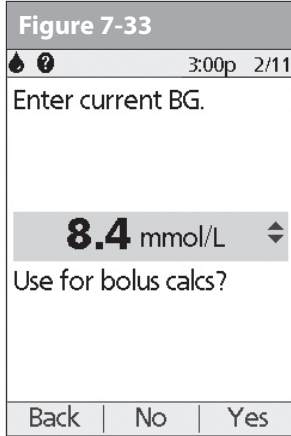 Figure 7-33
3:00p 2/11
Enter current BG.
8.4 mmol/L
Use for bolus calcs?
Back | No | Yes